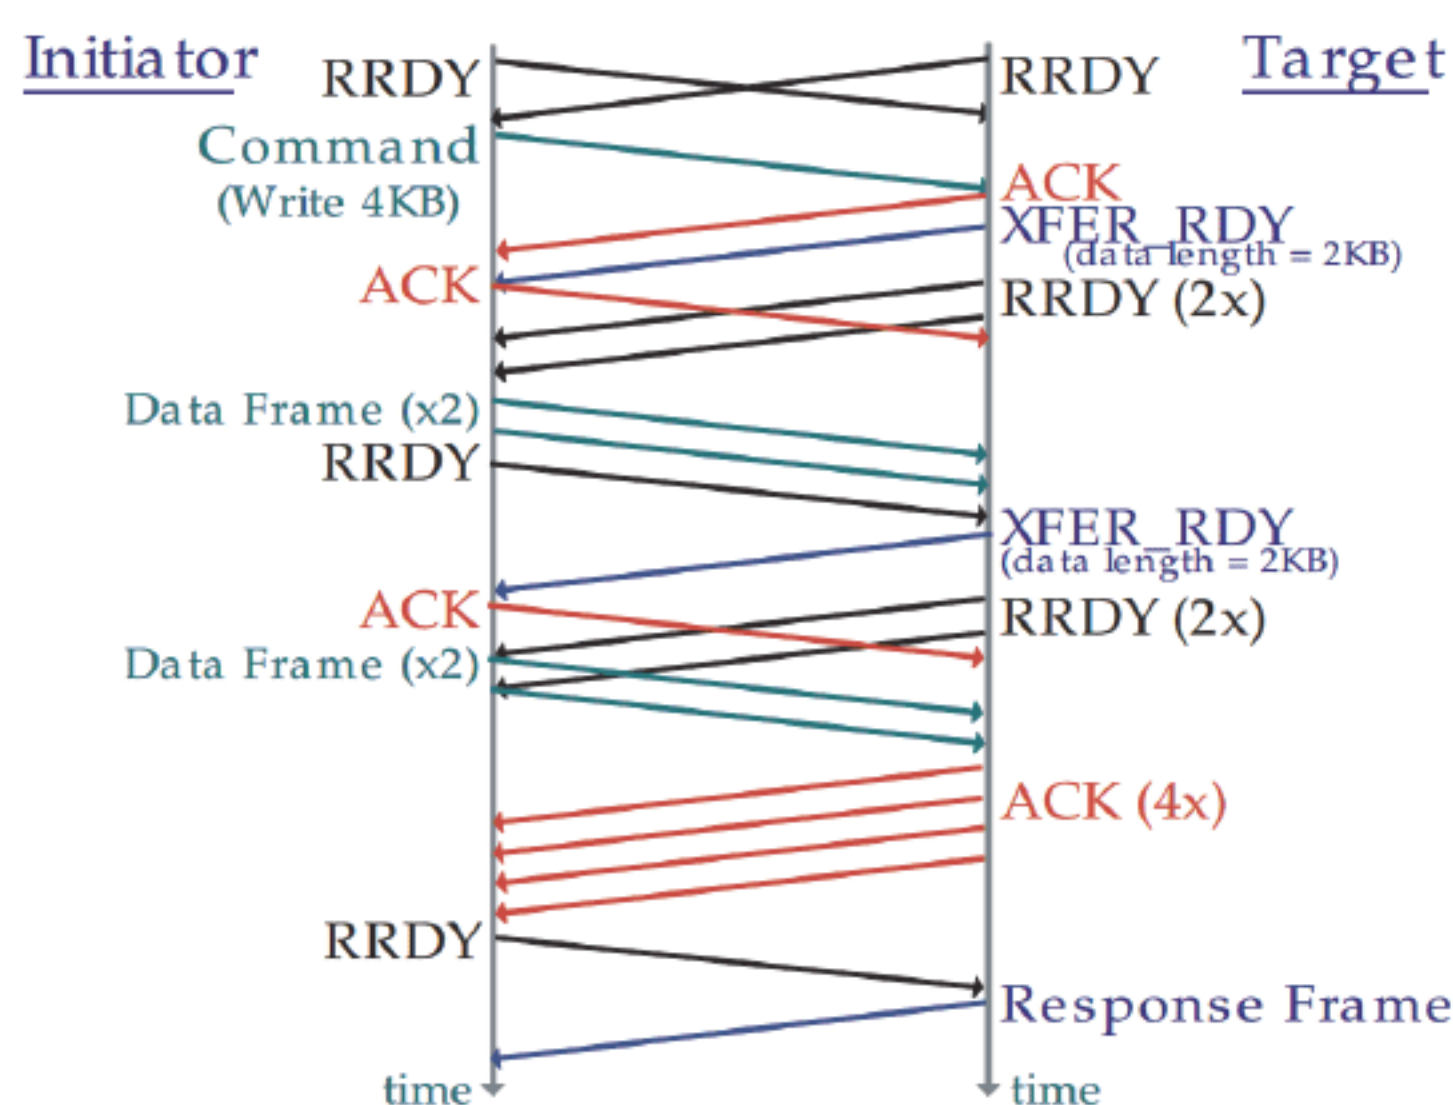 Initiator
Target
RRDY
RRDY
Command
(Write 4KB)
ACK
XFER_RDY
(data length = 2KB)
ACK
RRDY (2x)
Data Frame (x2)
RRDY
XFER_RDY
(data length = 2KB)
ACK
RRDY (2x)
Data Frame (x2)
ACK (4x)
RRDY
Response Frame
time
time